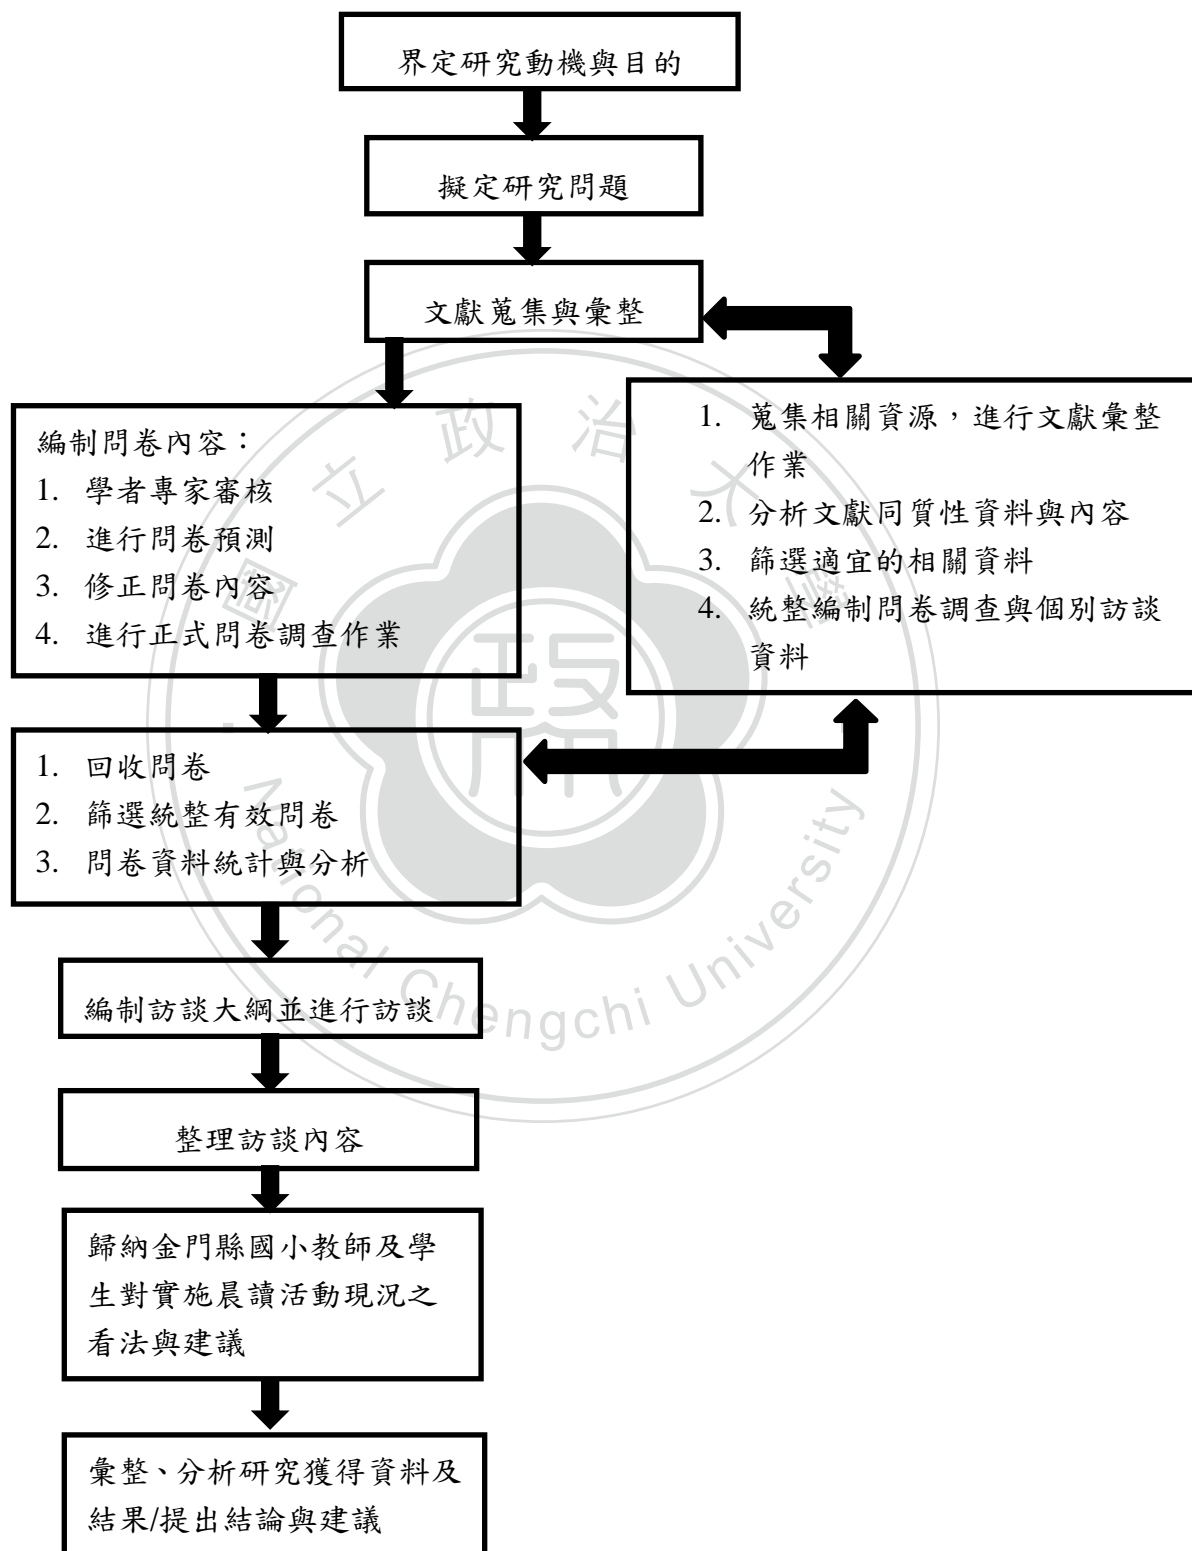 界定研究動機與目的
擬定研究問題
文獻蒐集與彙整
編制問卷內容：
1. 學者專家審核
2. 進行問卷預測
3. 修正問卷內容
4. 進行正式問卷調查作業
1. 蒐集相關資源，進行文獻彙整
作業
2. 分析文獻同質性資料與內容
3. 篩選適宜的相關資料
4. 統整編制問卷調查與個別訪談
資料
1. 回收問卷
2. 篩選統整有效問卷
3. 問卷資料統計與分析
編制訪談大綱並進行訪談
整理訪談內容
歸納金門縣國小教師及學
生對實施晨讀活動現況之
看法與建議
彙整、分析研究獲得資料及
結果/提出結論與建議
國立政治大學
National Chengchi University